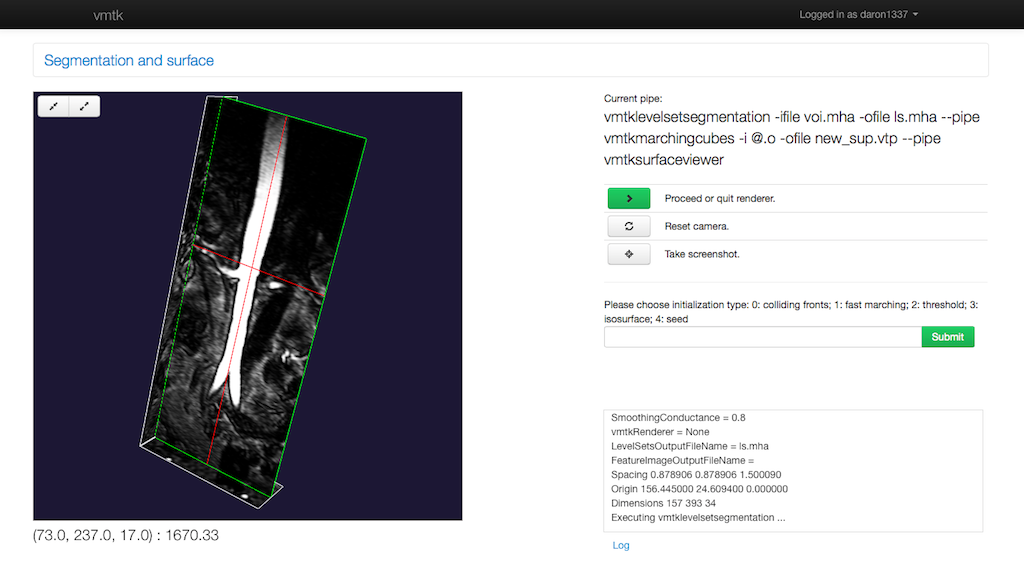 vmtk
Logged in as daron1337
Segmentation and surface
Current pipe:
vmtklevelsetsegmentation -ifile voi.mha -ofile ls.mha --pipe
vmtkmarchingcubes -i @.o -ofile new_sup.vtp --pipe
vmtksurfaceviewer
Proceed or quit renderer.
Reset camera.
Take screenshot.
Please choose initialization type: 0: colliding fronts; 1: fast marching; 2: threshold; 3:
isosurface; 4: seed
Submit
SmoothingConductance = 0.8
vmtkRenderer = None
LevelSetsOutputFileName = ls.mha
FeatureImageOutputFileName =
Spacing 0.878906 0.878906 1.500090
Origin 156.445000 24.609400 0.000000
Dimensions 157 393 34
Executing vmtklevelsetsegmentation ...
(73.0, 237.0, 17.0) : 1670.33
Log